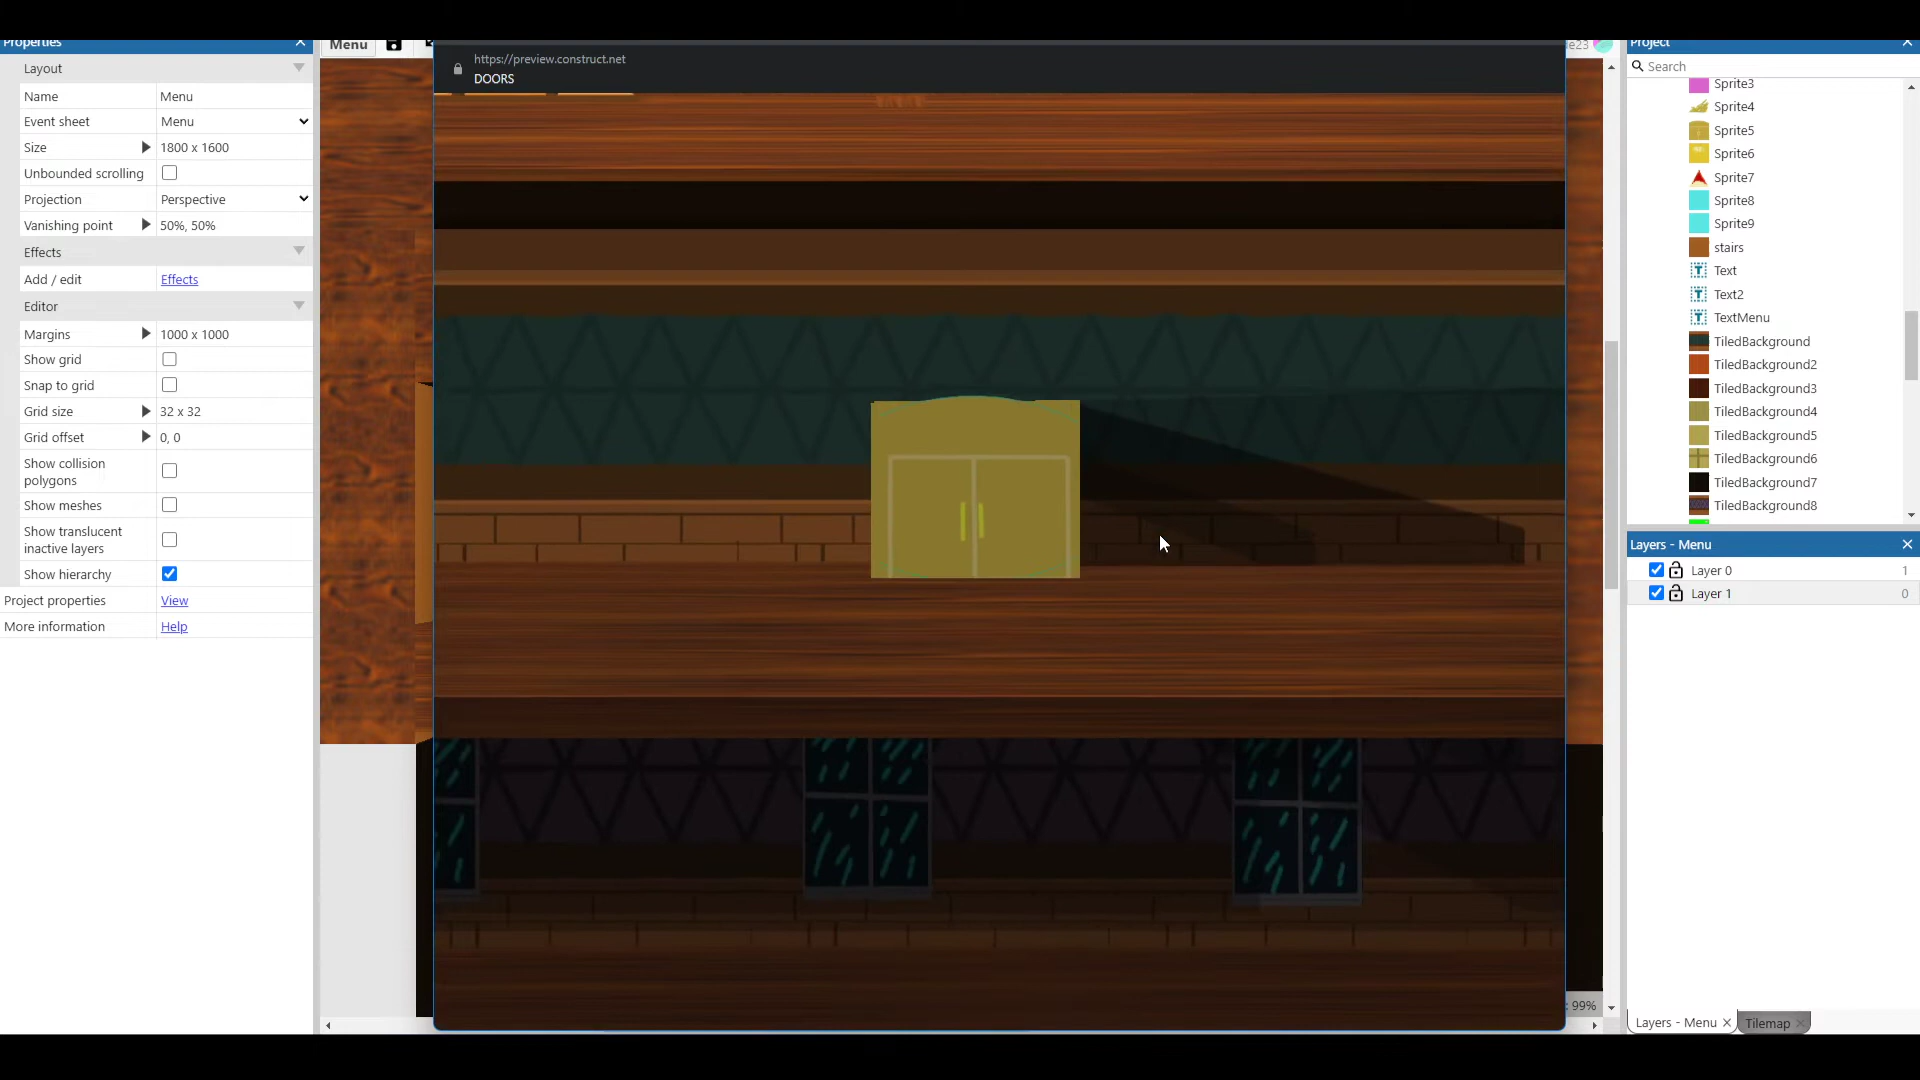 Properties
Menu
e23
Project
https://preview.construct.net
DOORS
Search
Layout
Name Menu
Event sheet Menu
Size 1800 x 1600
Unbounded scrolling
Projection Perspective
Vanishing point 50%, 50%
Effects
Add / edit Effects
Editor
Margins 1000 x 1000
Show grid
Snap to grid
Grid size 32 x 32
Grid offset 0, 0
Show collision
polygons
Show meshes
Show translucent
inactive layers
Show hierarchy
Project properties View
More information Help
Sprite3
Sprite4
Sprite5
Sprite6
Sprite7
Sprite8
Sprite9
stairs
Text
Text2
TextMenu
TiledBackground
TiledBackground2
TiledBackground3
TiledBackground4
TiledBackground5
TiledBackground6
TiledBackground7
TiledBackground8
Layers - Menu
Layer 0 1
Layer 1 0
: 99%
Layers - Menu
Tilemap